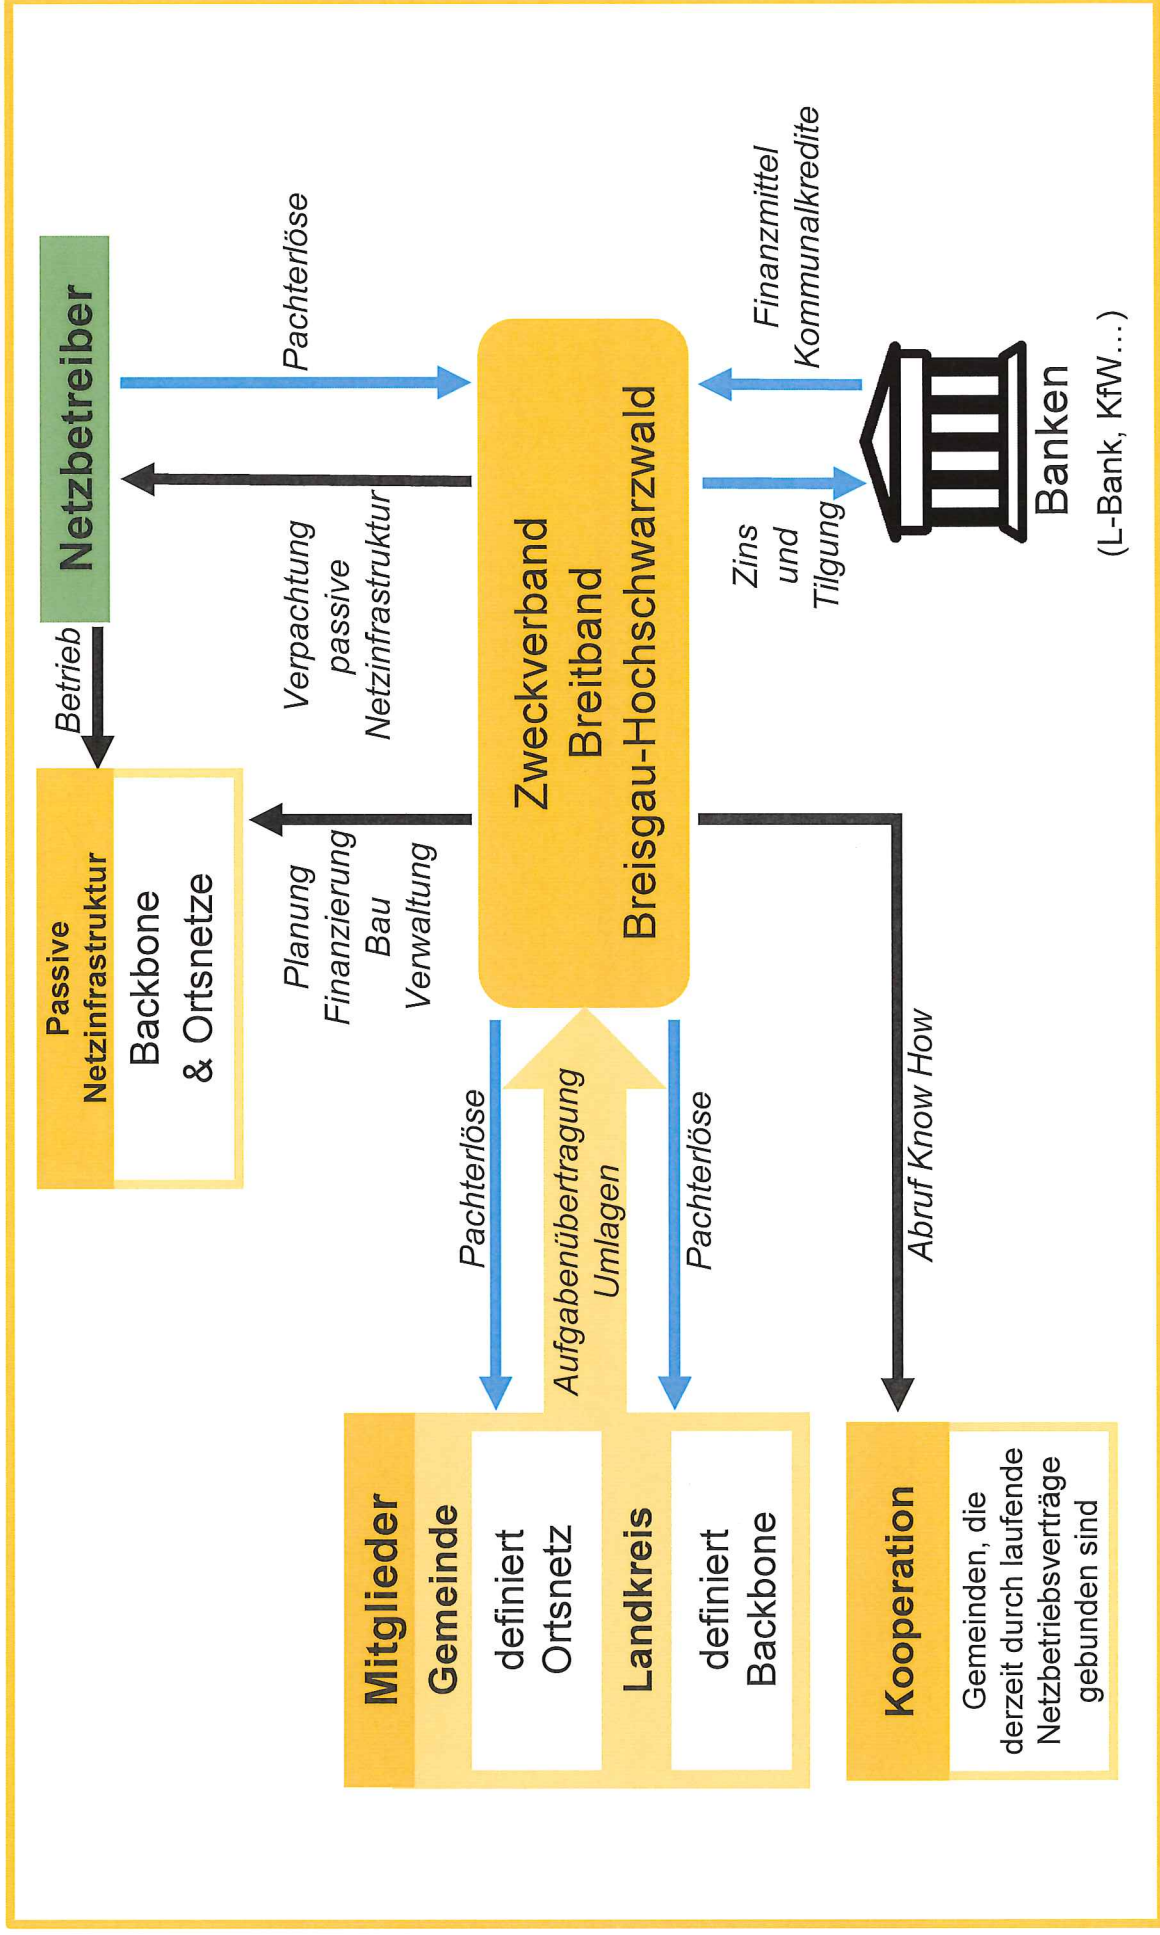 Passive
Netzinfrastruktur
Backbone
& Ortsnetze
Betrieb
Netzbetreiber
Planung
Finanzierung
Bau
Verwaltung
Verpachtung
passive
Netzinfrastruktur
Pachterlöse
Mitglieder
Gemeinde
definiert
Ortsnetz
Landkreis
definiert
Backbone
Pachterlöse
Aufgabenübertragung
Umlagen
Pachterlöse
Zweckverband
Breitband
Breisgau-Hochschwarzwald
Zins
und
Tilgung
Finanzmittel
Kommunalkredite
Kooperation
Gemeinden, die
derzeit durch laufende
Netzbetriebsverträge
gebunden sind
Abruf Know How
Banken
(L-Bank, KfW...)